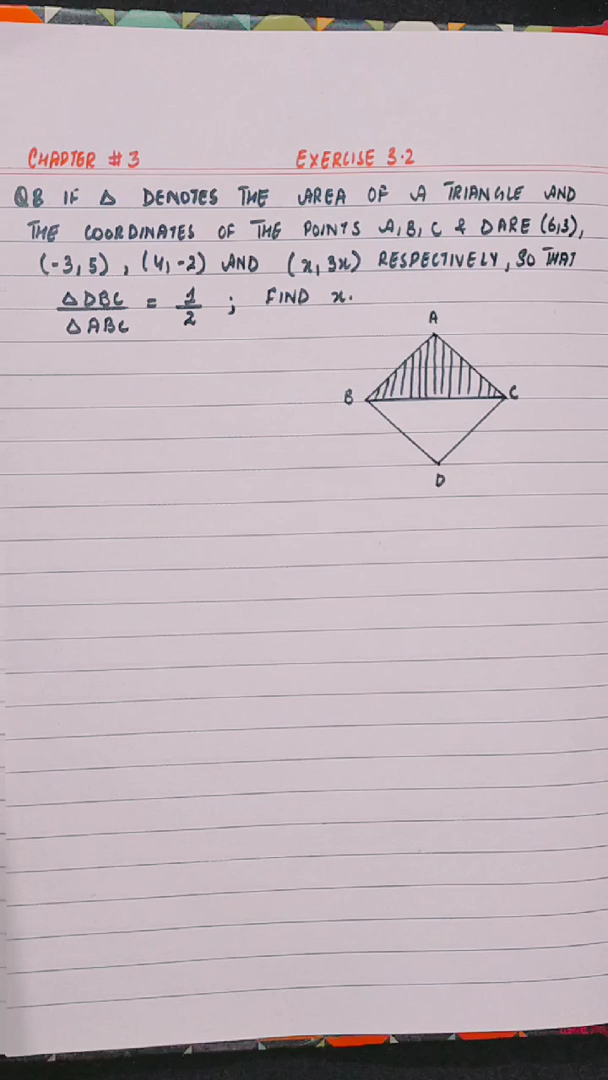 CHAPTER # 3 EXERCISE 3.2
Q8 IF Δ DENOTES THE AREA OF A TRIANGLE AND
THE COORDINATES OF THE POINTS A, B, C & D ARE (6,3),
(-3, 5) , (4, -2) AND (x, 3x) RESPECTIVELY, SO THAT
ΔDBC / ΔABC = 1/2 ; FIND x.
A
B C
D